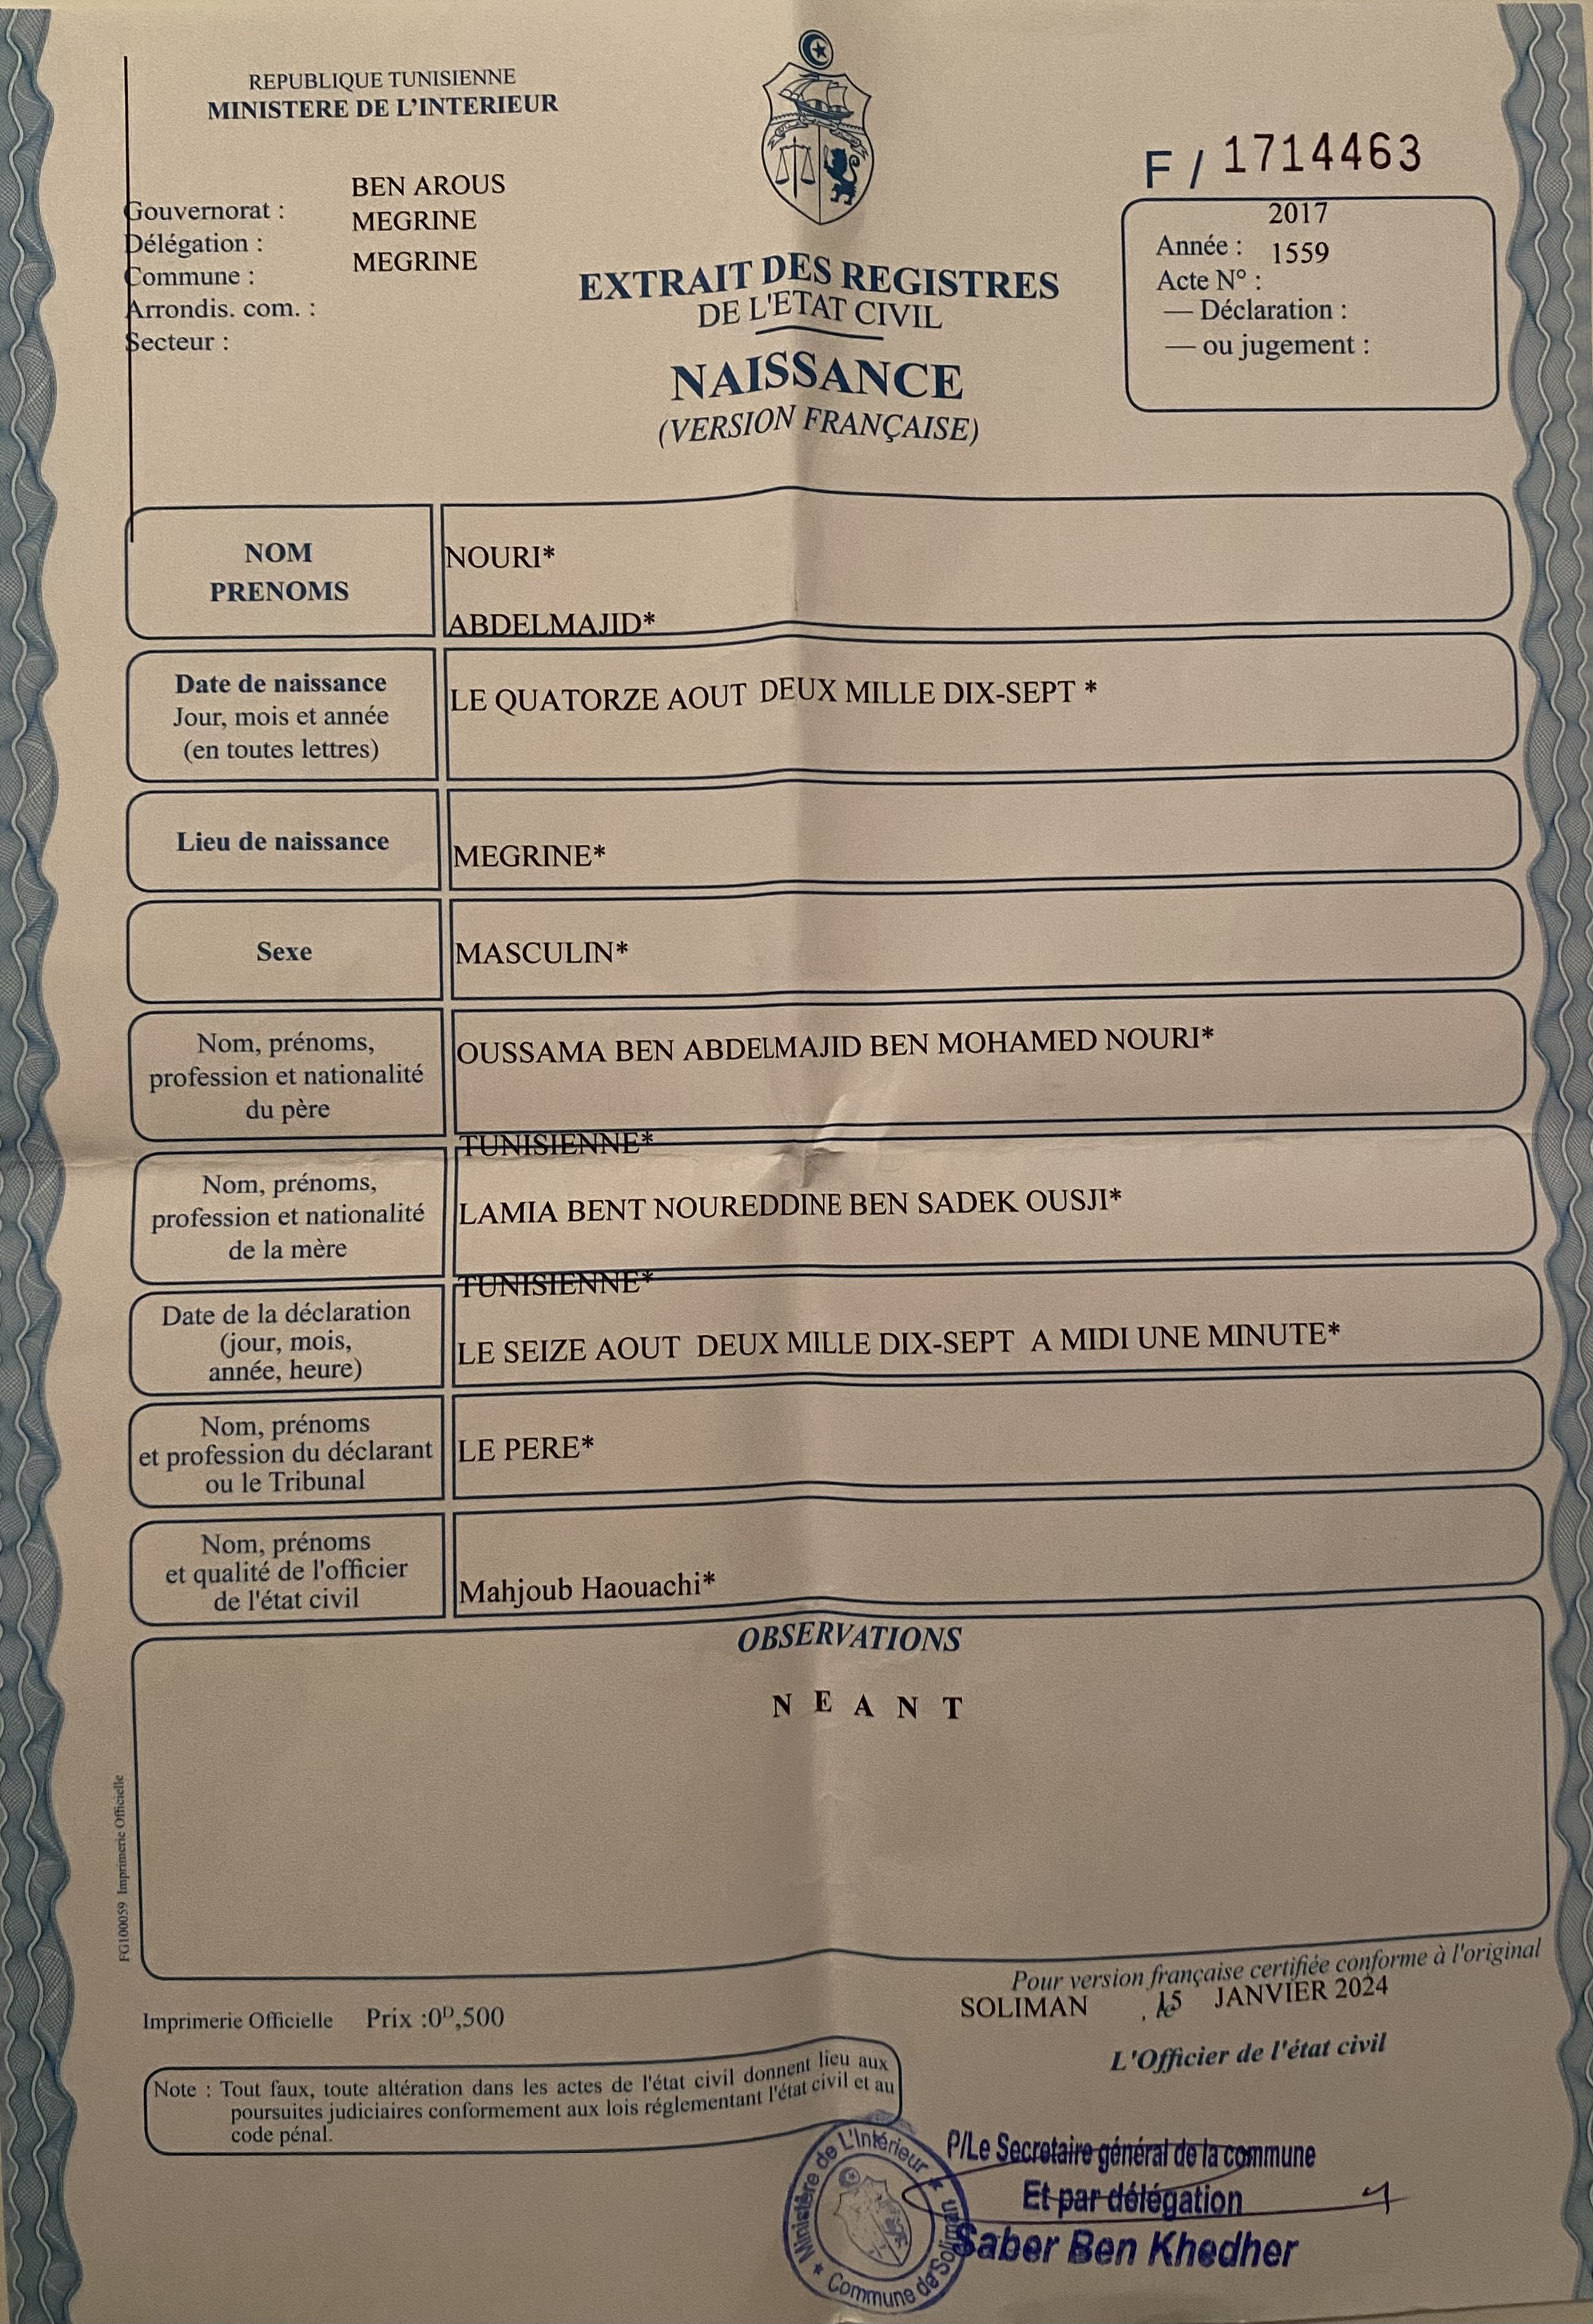 REPUBLIQUE TUNISIENNE
MINISTERE DE L'INTERIEUR
F / 1714463
BEN AROUS
Gouvernorat :
MEGRINE
Délégation :
MEGRINE
Commune :
Arrondis. com. :
Secteur :
2017
Année :
1559
Acte N° :
— Déclaration :
— ou jugement :
EXTRAIT DES REGISTRES
DE L'ETAT CIVIL
NAISSANCE
(VERSION FRANÇAISE)
NOM
PRENOMS
NOURI*
ABDELMAJID*
Date de naissance
Jour, mois et année
(en toutes lettres)
LE QUATORZE AOUT DEUX MILLE DIX-SEPT *
Lieu de naissance
MEGRINE*
Sexe
MASCULIN*
Nom, prénoms,
profession et nationalité
du père
OUSSAMA BEN ABDELMAJID BEN MOHAMED NOURI*
TUNISIENNE*
Nom, prénoms,
profession et nationalité
de la mère
LAMIA BENT NOUREDDINE BEN SADEK OUSJI*
TUNISIENNE*
Date de la déclaration
(jour, mois,
année, heure)
LE SEIZE AOUT DEUX MILLE DIX-SEPT A MIDI UNE MINUTE*
Nom, prénoms
et profession du déclarant
ou le Tribunal
LE PERE*
Nom, prénoms
et qualité de l'officier
de l'état civil
Mahjoub Haouachi*
OBSERVATIONS
N E A N T
FG100059 Imprimerie Officielle
Pour version française certifiée conforme à l'original
SOLIMAN , 15 JANVIER 2024
Imprimerie Officielle Prix :0ᴰ,500
L'Officier de l'état civil
Note : Tout faux, toute altération dans les actes de l'état civil donnent lieu aux
poursuites judiciaires conformement aux lois réglementant l'état civil et au
code pénal.
Ministère de L'Intérieur
Commune de Soliman
P/Le Secretaire général de la commune
Et par délégation
Saber Ben Khedher